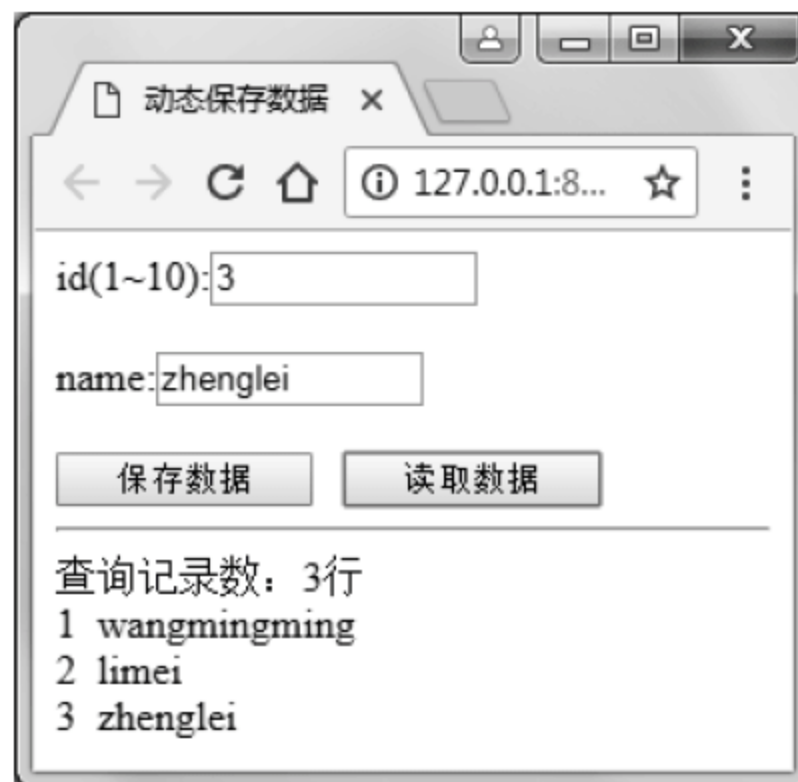 动态保存数据
127.0.0.1:8...
id(1~10):3
name:zhenglei
保存数据 读取数据
查询记录数：3行
1 wangmingming
2 limei
3 zhenglei